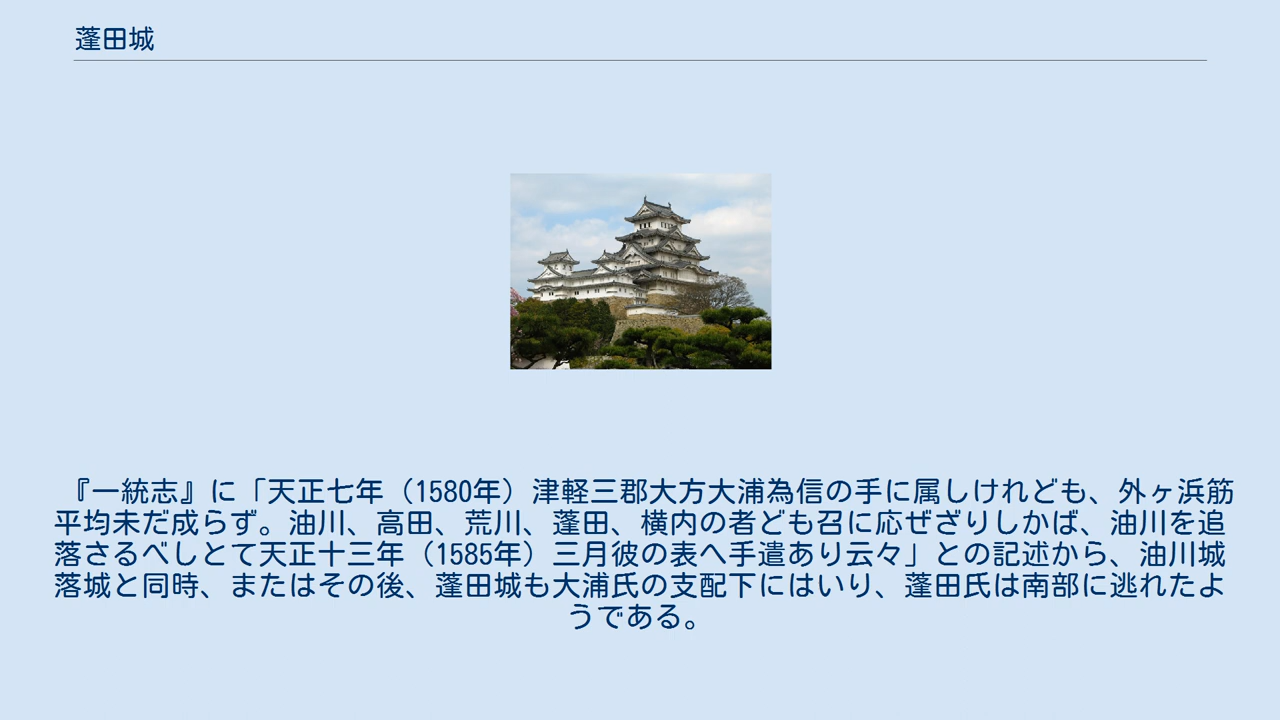 蓬田城
『一統志』に「天正七年（1580年）津軽三郡大方大浦為信の手に属しけれども、外ヶ浜筋
平均未だ成らず。油川、高田、荒川、蓬田、横内の者ども召に応ぜざりしかば、油川を追
落さるべしとて天正十三年（1585年）三月彼の表へ手遣あり云々」との記述から、油川城
落城と同時、またはその後、蓬田城も大浦氏の支配下にはいり、蓬田氏は南部に逃れたよ
うである。